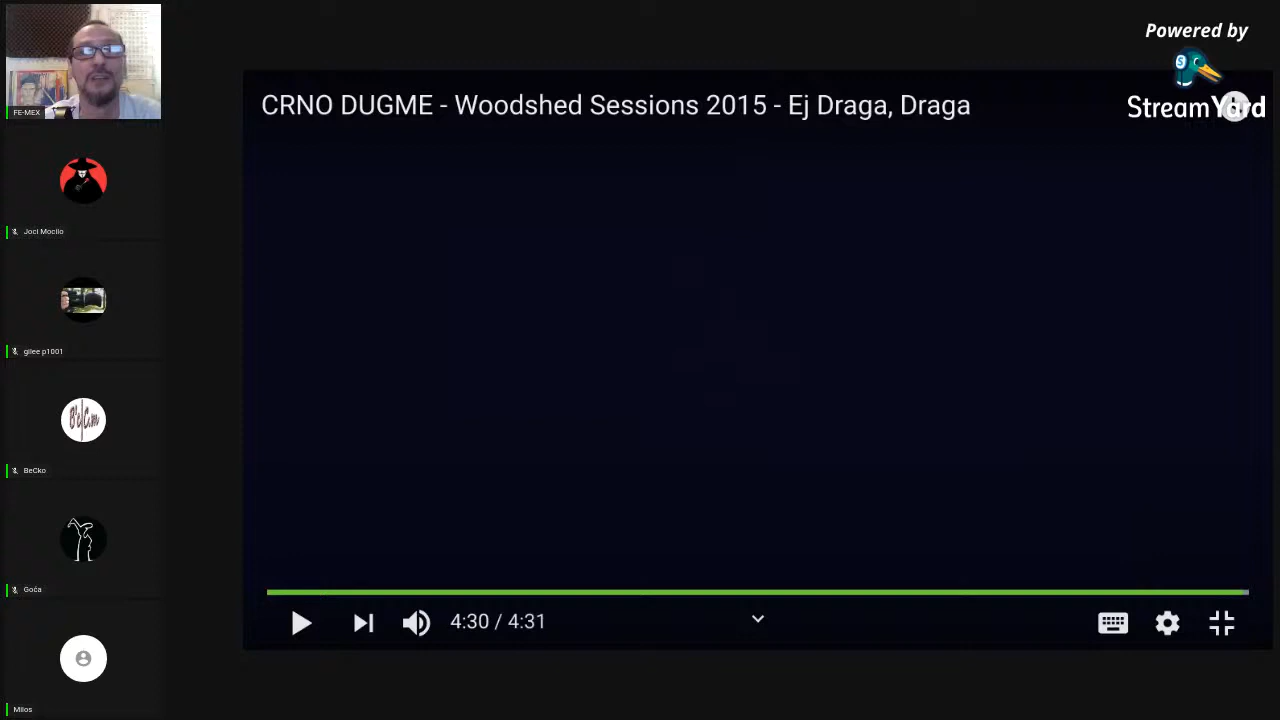 Powered by
StreamYard
CRNO DUGME - Woodshed Sessions 2015 - Ej Draga, Draga
FE-MEX
Joci Mocilo
gilee p1001
BeCko
Goća
Milos
4:30 / 4:31